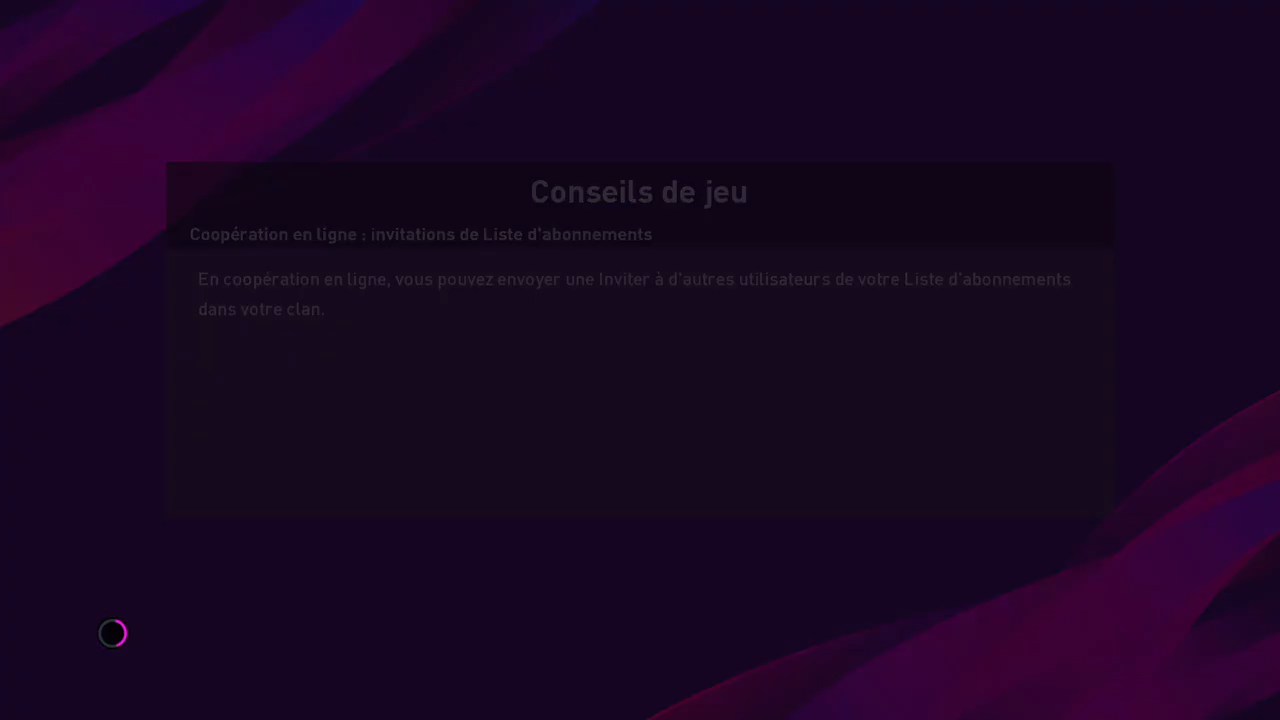 Conseils de jeu
Coopération en ligne : invitations de Liste d'abonnements
En coopération en ligne, vous pouvez envoyer une Inviter à d'autres utilisateurs de votre Liste d'abonnements
dans votre clan.